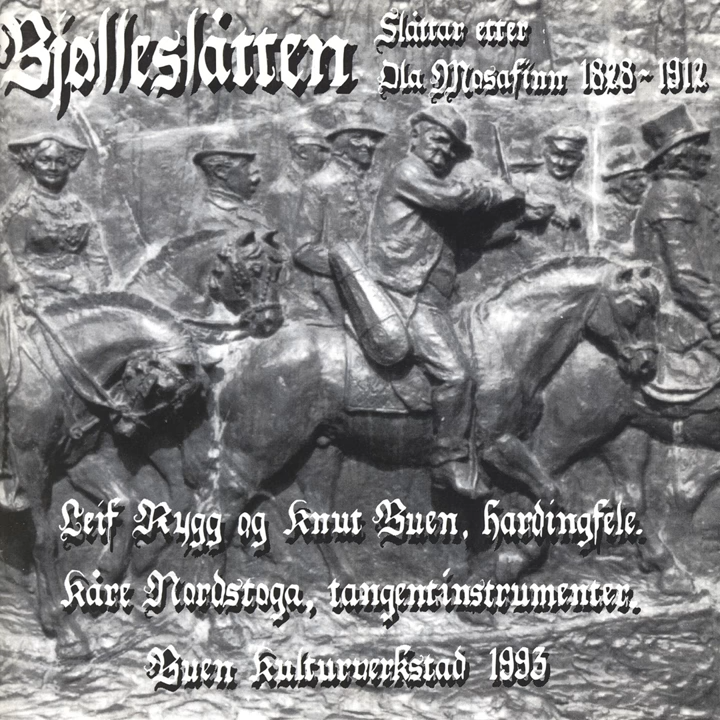 Bjølleslåtten
Slåttar etter
Ola Mosafinn 1828-1912
Leif Rygg og Knut Buen, hardingfele.
Kåre Nordstoga, tangentinstrumenter.
Buen Kulturverkstad 1993